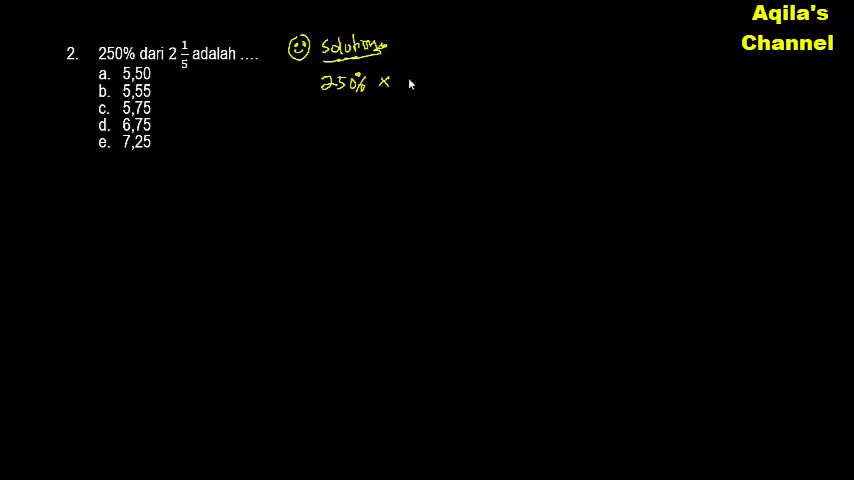 Aqila's
Channel
2. 250% dari 2 1/5 adalah ....
a. 5,50
b. 5,55
c. 5,75
d. 6,75
e. 7,25
solution
250% ×